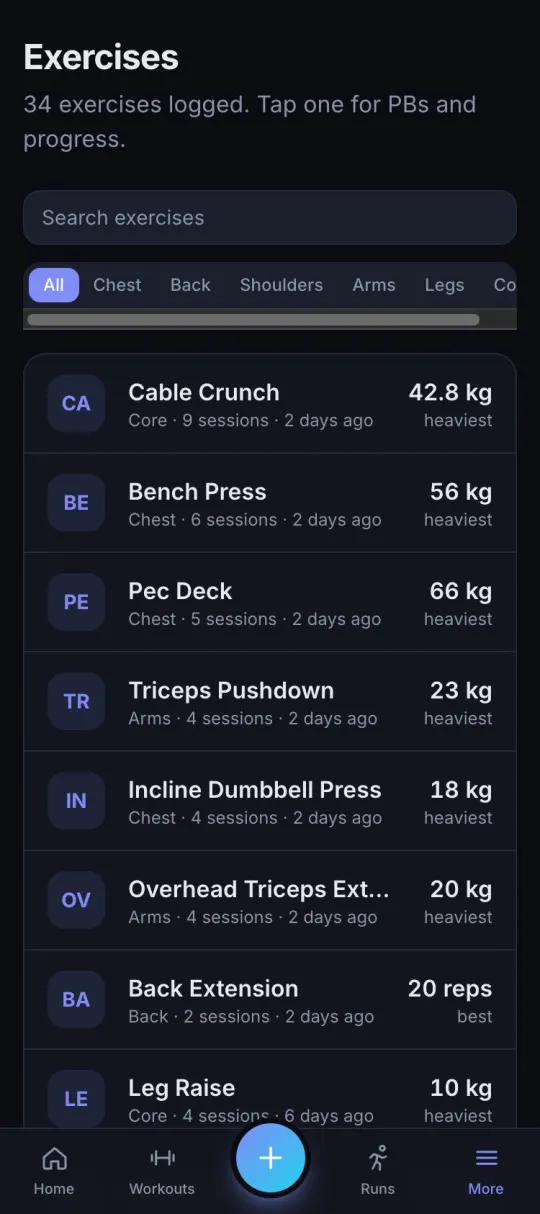 Exercises
34 exercises logged. Tap one for PBs and
progress.
Search exercises
All Chest Back Shoulders Arms Legs Co
CA Cable Crunch 42.8 kg
Core · 9 sessions · 2 days ago heaviest
BE Bench Press 56 kg
Chest · 6 sessions · 2 days ago heaviest
PE Pec Deck 66 kg
Chest · 5 sessions · 2 days ago heaviest
TR Triceps Pushdown 23 kg
Arms · 4 sessions · 2 days ago heaviest
IN Incline Dumbbell Press 18 kg
Chest · 4 sessions · 2 days ago heaviest
OV Overhead Triceps Ext... 20 kg
Arms · 4 sessions · 2 days ago heaviest
BA Back Extension 20 reps
Back · 2 sessions · 2 days ago best
LE Leg Raise 10 kg
Core · 4 sessions · 6 days ago heaviest
Home Workouts Runs More